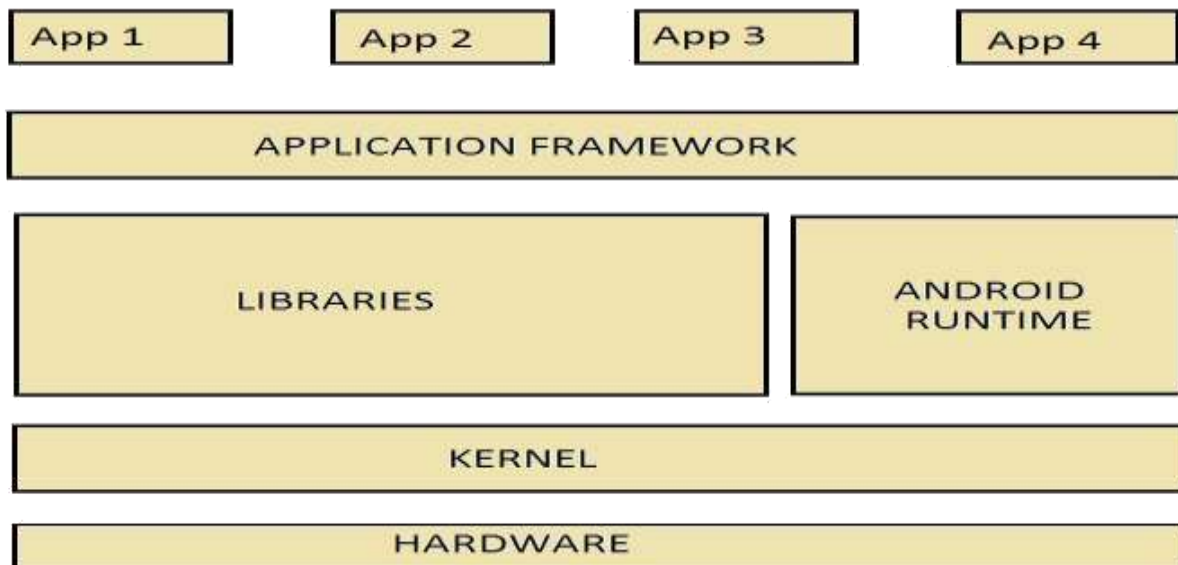 App 1
App 2
App 3
App 4
APPLICATION FRAMEWORK
LIBRARIES
ANDROID
RUNTIME
KERNEL
HARDWARE